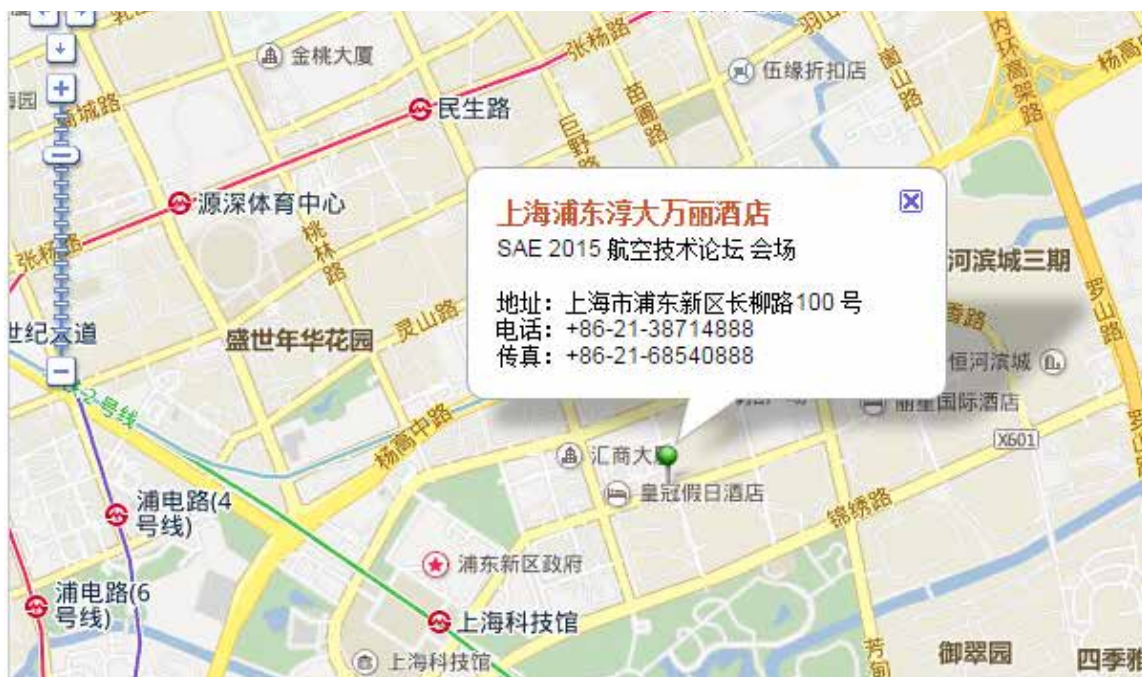 金桃大厦
张杨路
羽山
伍缘折扣店
崮山路
内环高架路
杨高
民生路
苗圃路
巨野路
源深体育中心
桃林路
张杨路
上海浦东淳大万丽酒店
SAE 2015 航空技术论坛 会场
地址：上海市浦东新区长柳路100 号
电话：+86-21-38714888
传真：+86-21-68540888
河滨城三期
罗山路
香路
世纪大道
盛世年华花园
灵山路
恒河滨城
丽星国际酒店
2号线
杨高中路
汇商大厦
X601
皇冠假日酒店
锦绣路
浦电路(4
号线)
浦东新区政府
浦电路(6
号线)
上海科技馆
上海科技馆
芳甸
御翠园
四季雅